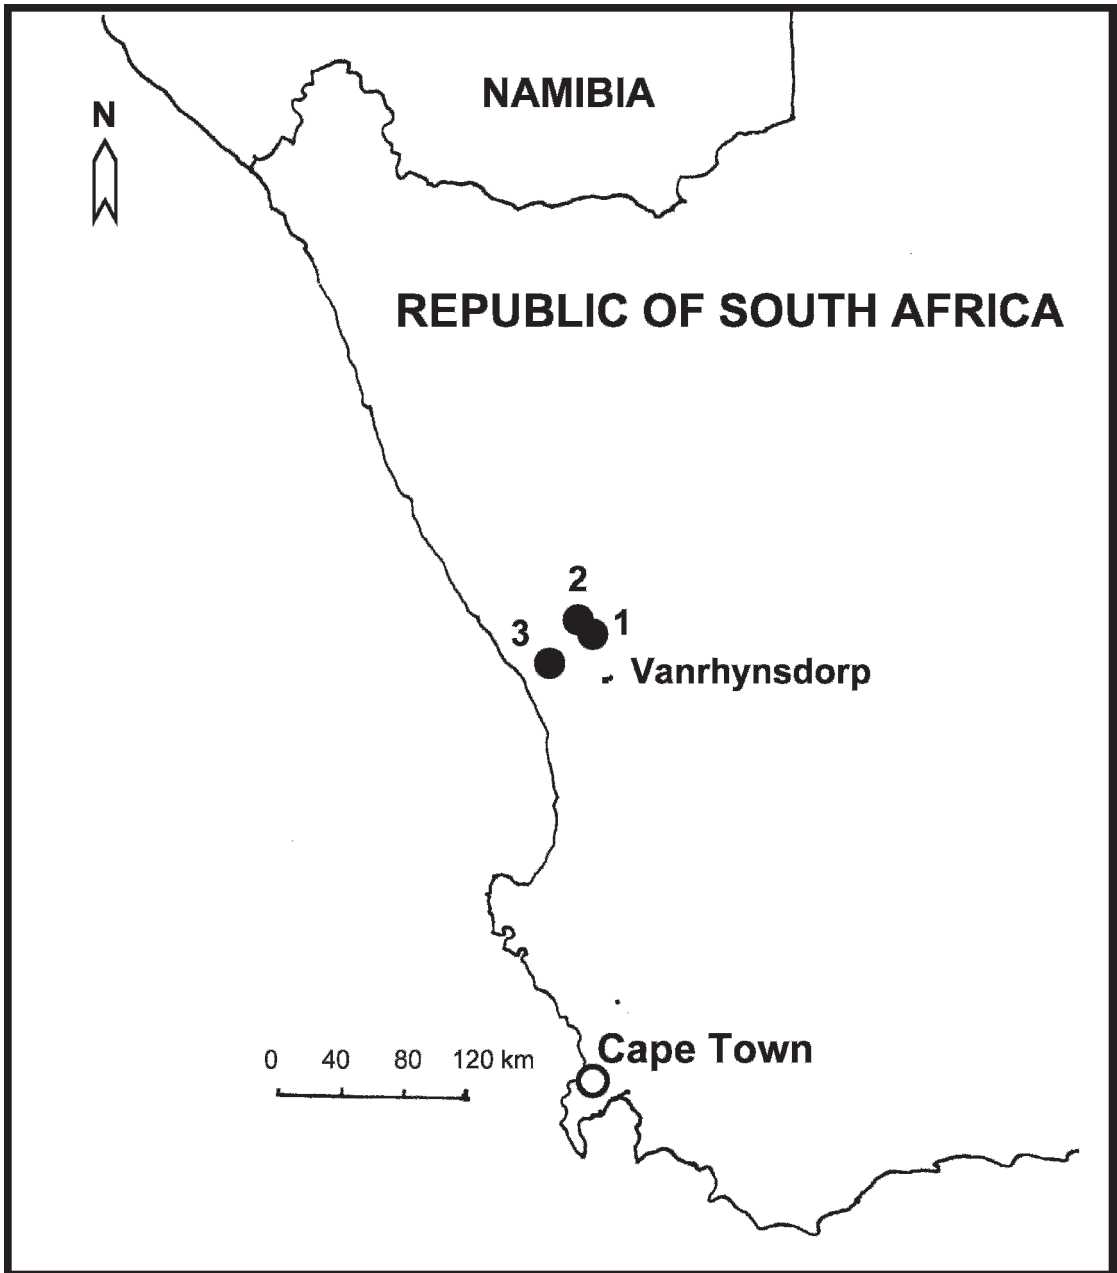 NAMIBIA
N
REPUBLIC OF SOUTH AFRICA
2
1
3
Vanrhynsdorp
Cape Town
0 40 80 120 km